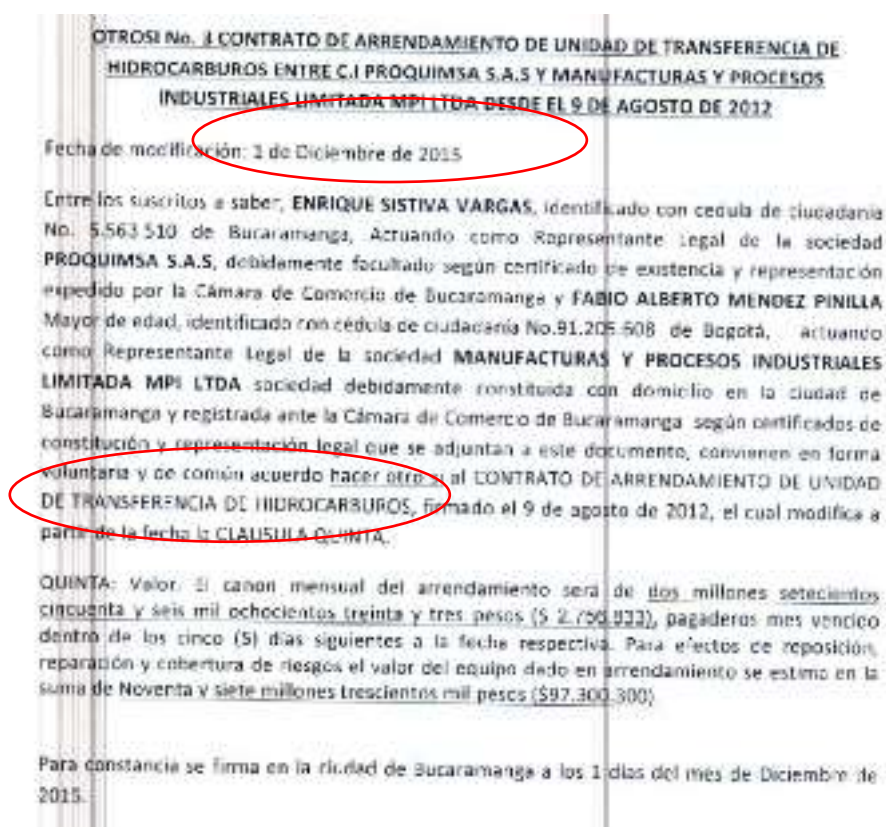 OTROSI No. 3 CONTRATO DE ARRENDAMIENTO DE UNIDAD DE TRANSFERENCIA DE
HIDROCARBUROS ENTRE C.I PROQUIMSA S.A.S Y MANUFACTURAS Y PROCESOS
INDUSTRIALES LIMITADA MPI LTDA DESDE EL 9 DE AGOSTO DE 2012
Fecha de modificación: 1 de Diciembre de 2015
Entre los suscritos a saber, ENRIQUE SISTIVA VARGAS, identificado con cedula de ciudadania
No. 5.563.510 de Bucaramanga, Actuando como Representante Legal de la sociedad
PROQUIMSA S.A.S, debidamente facultado según certificado de existencia y representación
expedido por la Cámara de Comercio de Bucaramanga y FABIO ALBERTO MENDEZ PINILLA
Mayor de edad, identificado con cédula de ciudadanía No.91.205.608 de Bogotá, actuando
como Representante Legal de la sociedad MANUFACTURAS Y PROCESOS INDUSTRIALES
LIMITADA MPI LTDA sociedad debidamente constituida con domicilio en la ciudad de
Bucaramanga y registrada ante la Cámara de Comercio de Bucaramanga según certificados de
constitución y representación legal que se adjuntan a este documento, convienen en forma
voluntaria y de común acuerdo hacer otro si al CONTRATO DE ARRENDAMIENTO DE UNIDAD
DE TRANSFERENCIA DE HIDROCARBUROS, firmado el 9 de agosto de 2012, el cual modifica a
partir de la fecha la CLAUSULA QUINTA.
QUINTA: Valor. El canon mensual del arrendamiento será de dos millones setecientos
cincuenta y seis mil ochocientos treinta y tres pesos ($ 2.756.833), pagaderos mes vencido
dentro de los cinco (5) días siguientes a la fecha respectiva. Para efectos de reposición,
reparación y cobertura de riesgos el valor del equipo dado en arrendamiento se estima en la
suma de Noventa y siete millones trescientos mil pesos ($97.300.300)
Para constancia se firma en la ciudad de Bucaramanga a los 1 días del mes de Diciembre de
2015.